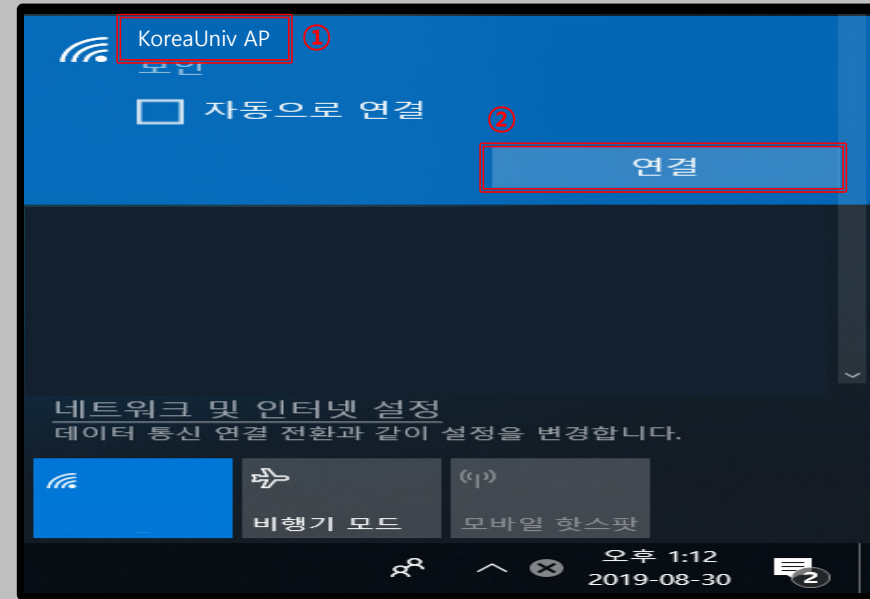 KoreaUniv AP ①
보안
자동으로 연결
②
연결
네트워크 및 인터넷 설정
데이터 통신 연결 전환과 같이 설정을 변경합니다.
비행기 모드
모바일 핫스팟
오후 1:12
2019-08-30
2